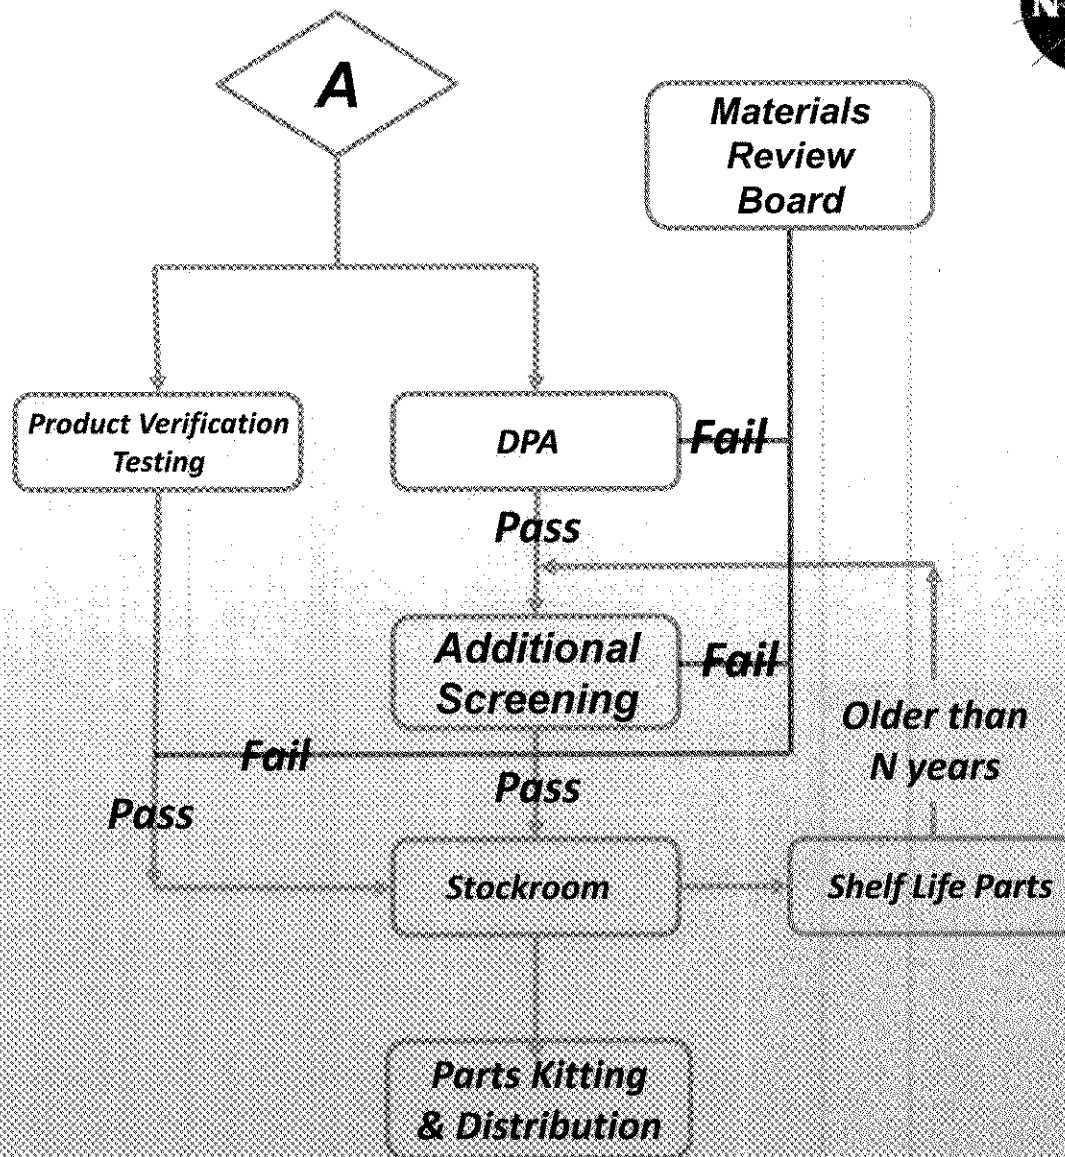 N
A
Materials
Review
Board
Product Verification
Testing
DPA
Fail
Pass
Additional
Screening
Fail
Older than
N years
Fail
Pass
Pass
Stockroom
Shelf Life Parts
Parts Kitting
& Distribution